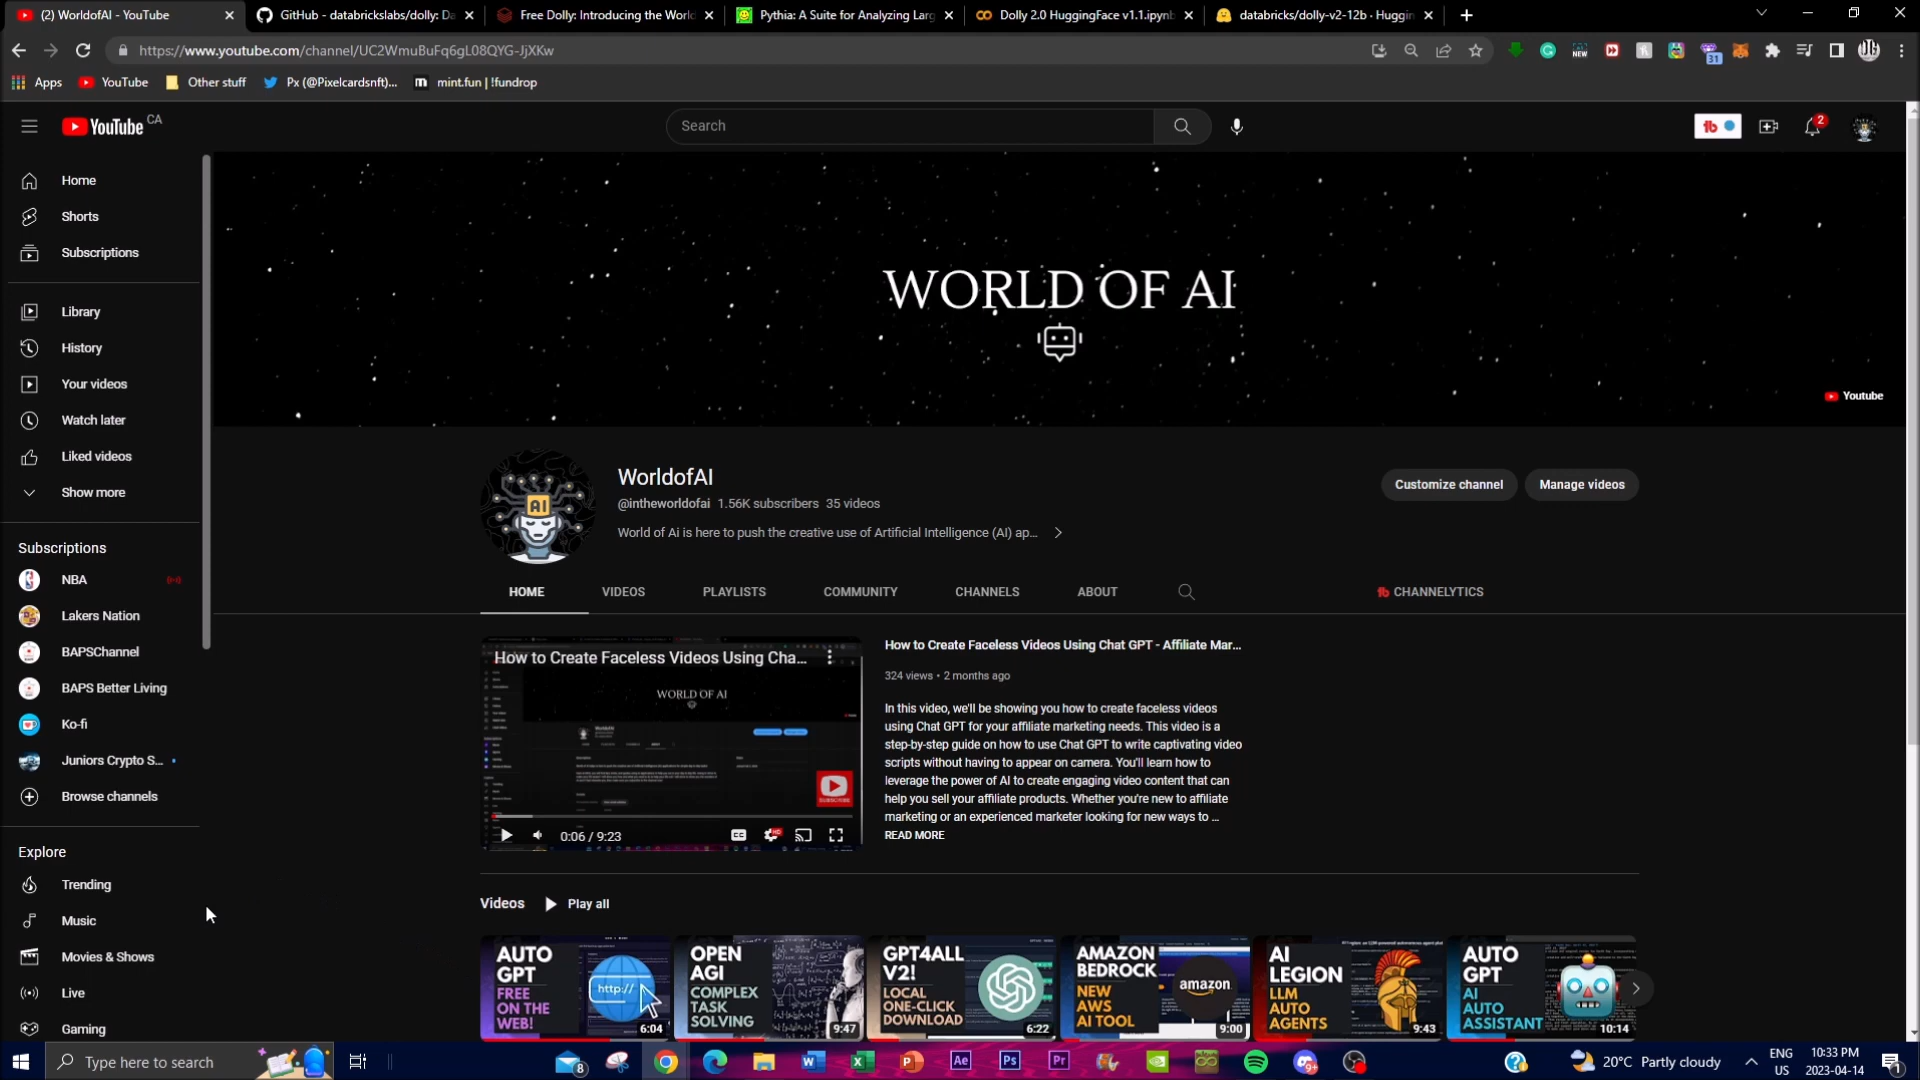 (2) WorldofAI - YouTube
GitHub - databrickslabs/dolly: Da
Free Dolly: Introducing the Worl
Pythia: A Suite for Analyzing Larg
Dolly 2.0 HuggingFace v1.1.ipynb
databricks/dolly-v2-12b · Huggin
https://www.youtube.com/channel/UC2WmuBuFq6gL08QYG-JjXKw
Apps
YouTube
Other stuff
Px (@Pixelcardsnft)...
mint.fun | !fundrop
YouTube CA
Search
2
Home
Shorts
Subscriptions
Library
History
Your videos
Watch later
Liked videos
Show more
Subscriptions
NBA
Lakers Nation
BAPSChannel
BAPS Better Living
Ko-fi
Juniors Crypto S...
Browse channels
Explore
Trending
Music
Movies & Shows
Live
Gaming
WORLD OF AI
Youtube
AI
WorldofAI
@intheworldofai 1.56K subscribers 35 videos
World of Ai is here to push the creative use of Artificial Intelligence (AI) ap...
Customize channel
Manage videos
HOME
VIDEOS
PLAYLISTS
COMMUNITY
CHANNELS
ABOUT
CHANNELYTICS
How to Create Faceless Videos Using Cha...
WORLD OF AI
SUBSCRIBE
0:06 / 9:23
How to Create Faceless Videos Using Chat GPT - Affiliate Mar...
324 views • 2 months ago
In this video, we'll be showing you how to create faceless videos
using Chat GPT for your affiliate marketing needs. This video is a
step-by-step guide on how to use Chat GPT to write captivating video
scripts without having to appear on camera. You'll learn how to
leverage the power of AI to create engaging video content that can
help you sell your affiliate products. Whether you're new to affiliate
marketing or an experienced marketer looking for new ways to ...
READ MORE
Videos
Play all
AUTO
GPT
FREE
ON THE
WEB!
http://
6:04
OPEN
AGI
COMPLEX
TASK
SOLVING
9:47
GPT4ALL
V2!
LOCAL
ONE-CLICK
DOWNLOAD
6:22
AMAZON
BEDROCK
NEW
AWS
AI TOOL
amazon
9:00
AI
LEGION
LLM
AUTO
AGENTS
9:43
AUTO
GPT
AI
AUTO
ASSISTANT
10:14
Type here to search
8
Ae
Ps
Pr
9+
20°C Partly cloudy
ENG
US
10:33 PM
2023-04-14
1